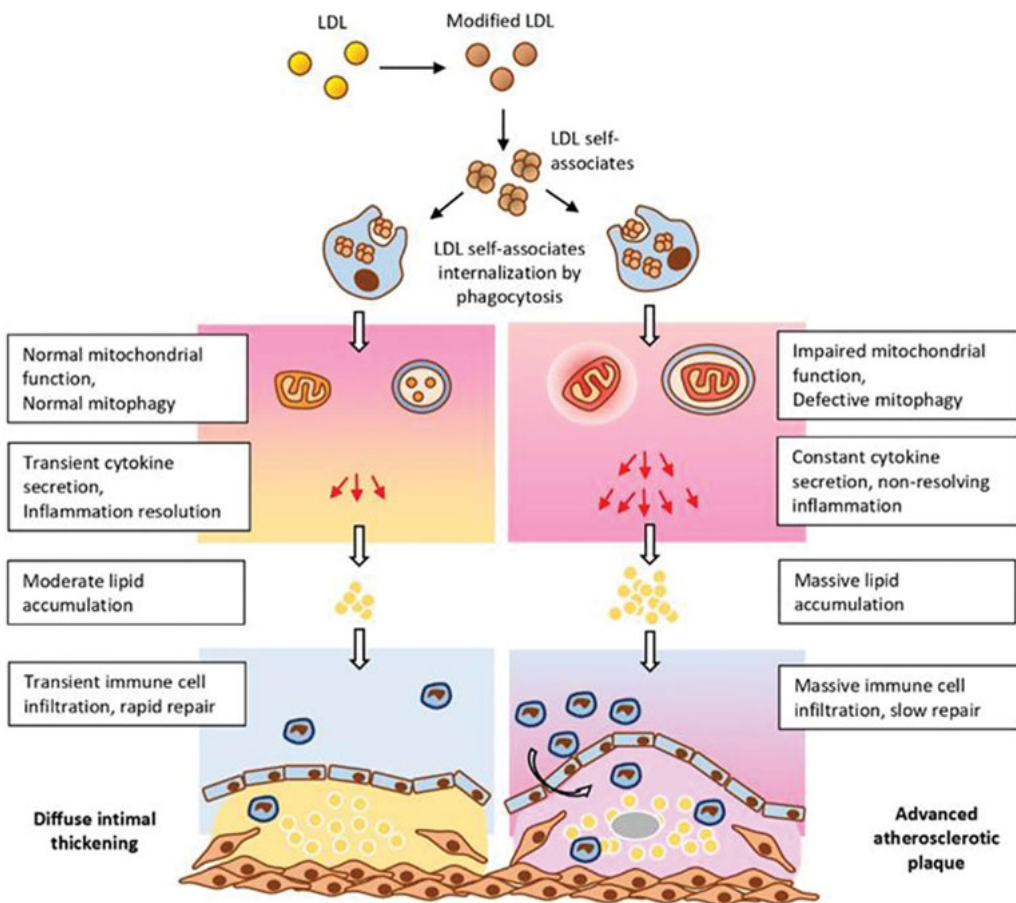 LDL
Modified LDL
LDL self-
associates
LDL self-associates
internalization by
phagocytosis
Normal mitochondrial
function,
Normal mitophagy
Impaired mitochondrial
function,
Defective mitophagy
Transient cytokine
secretion,
Inflammation resolution
Constant cytokine
secretion, non-resolving
inflammation
Moderate lipid
accumulation
Massive lipid
accumulation
Transient immune cell
infiltration, rapid repair
Massive immune cell
infiltration, slow repair
Diffuse intimal
thickening
Advanced
atherosclerotic
plaque